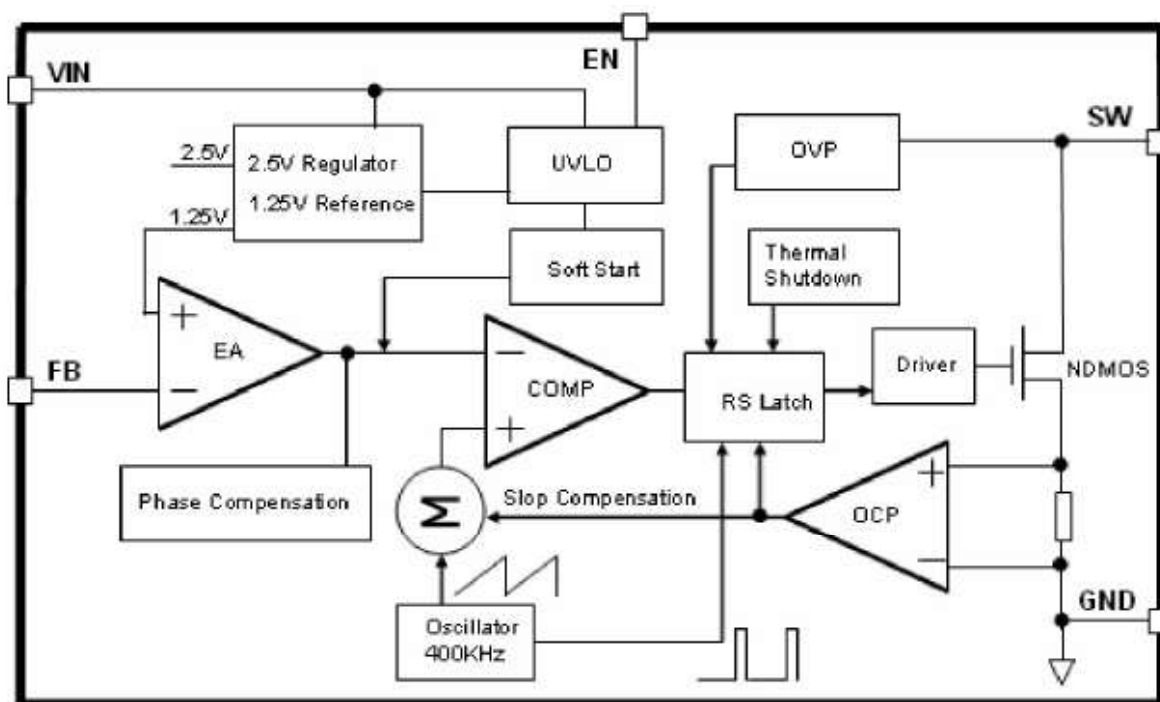 EN
VIN
SW
2.5V
2.5V Regulator
1.25V Reference
1.25V
UVLO
OVP
Soft Start
Thermal
Shutdown
+
EA
−
FB
−
COMP
+
RS Latch
Driver
NDMOS
Phase Compensation
Σ
Slop Compensation
+
OCP
−
GND
Oscillator
400KHz